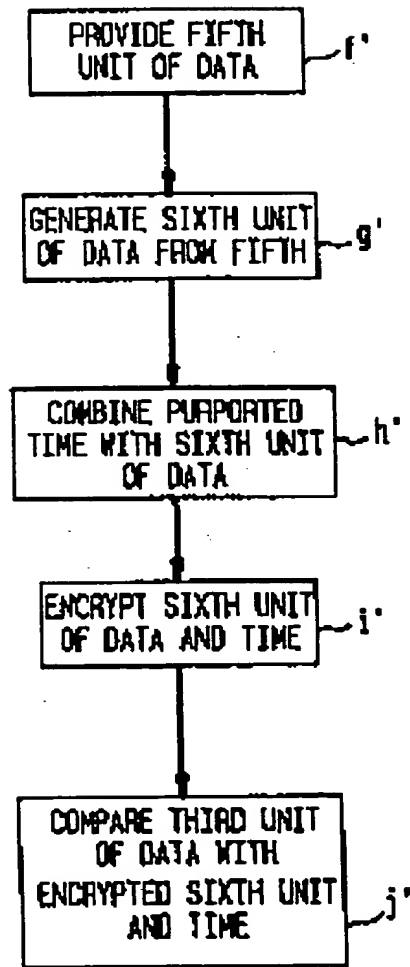 PROVIDE FIFTH
UNIT OF DATA
f'
GENERATE SIXTH UNIT
OF DATA FROM FIFTH
g'
COMBINE PURPORTED
TIME WITH SIXTH UNIT
OF DATA
h'
ENCRYPT SIXTH UNIT
OF DATA AND TIME
i'
COMPARE THIRD UNIT
OF DATA WITH
ENCRYPTED SIXTH UNIT
AND TIME
j'